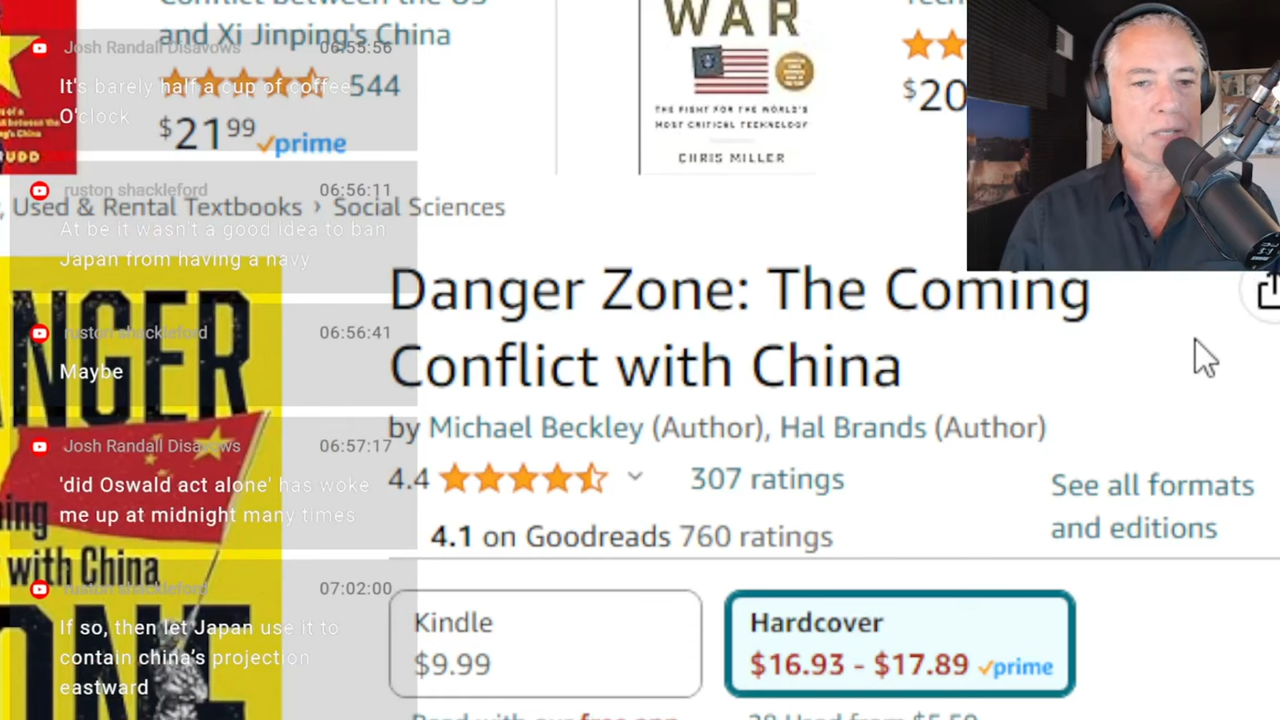 Conflict between the US
and Xi Jinping's China
544
$21.99 prime
RUDD
WAR
THE FIGHT FOR THE WORLD'S
MOST CRITICAL TECHNOLOGY
CHRIS MILLER
$20
Josh Randall Disavows 06:55:56
It's barely half a cup of coffee
O'clock
ruston shackleford 06:56:11
At be it wasn't a good idea to ban
Japan from having a navy
ruston shackleford 06:56:41
Maybe
Josh Randall Disavows 06:57:17
'did Oswald act alone' has woke
me up at midnight many times
ruston shackleford 07:02:00
If so, then let Japan use it to
contain china's projection
eastward
, Used & Rental Textbooks › Social Sciences
NGER
with China
Danger Zone: The Coming
Conflict with China
by Michael Beckley (Author), Hal Brands (Author)
4.4 307 ratings
4.1 on Goodreads 760 ratings
See all formats
and editions
Kindle
$9.99
Hardcover
$16.93 - $17.89 prime